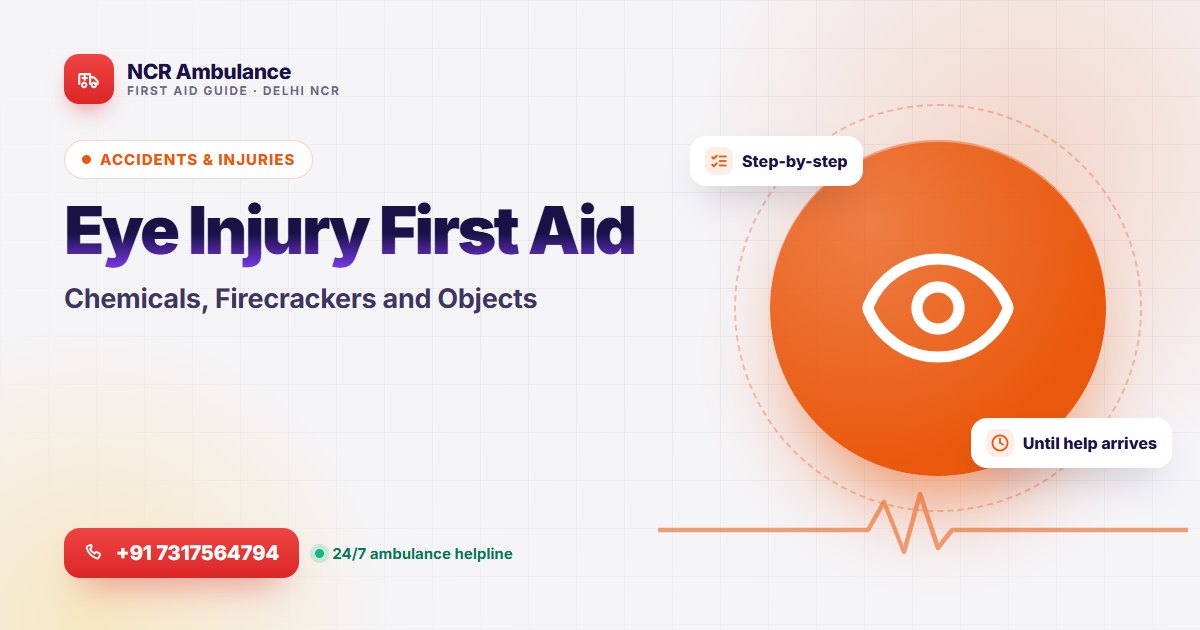 NCR Ambulance
FIRST AID GUIDE · DELHI NCR
ACCIDENTS & INJURIES
Eye Injury First Aid
Chemicals, Firecrackers and Objects
Step-by-step
Until help arrives
+91 7317564794
24/7 ambulance helpline